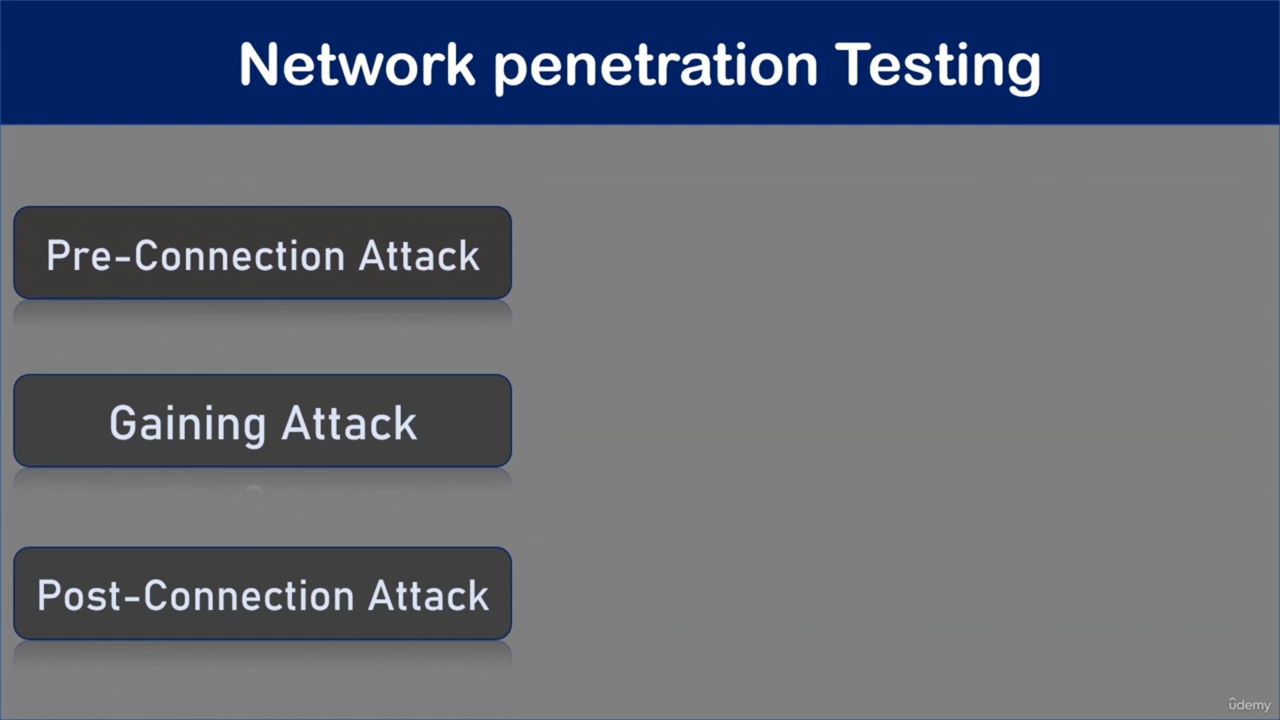 Network penetration Testing
Pre-Connection Attack
Gaining Attack
Post-Connection Attack
ûdemy